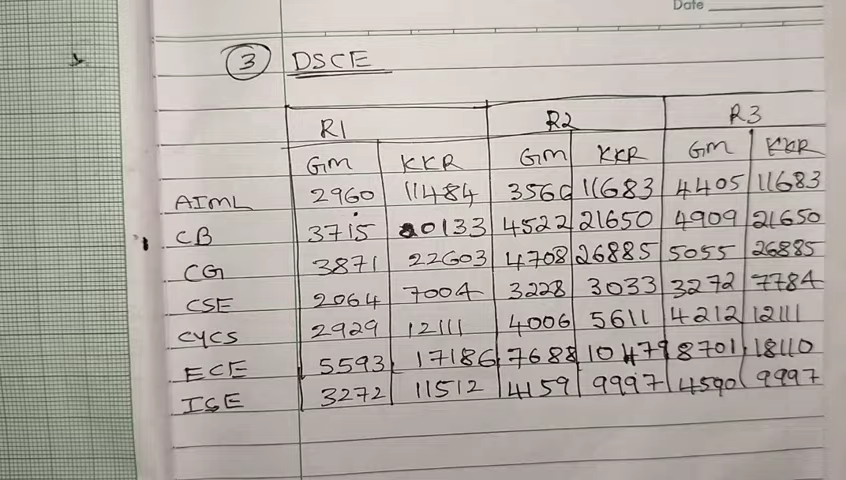 Date
3 DSCE
R1 R2 R3
GM KKR GM KKR GM KKR
AIML 2960 11484 3560 11683 4405 11683
CB 3715 20133 4522 21650 4909 21650
CG 3871 22603 4708 26885 5055 26885
CSE 2064 7004 3228 3033 3272 7784
CYCS 2929 12111 4006 5611 4212 12111
ECE 5593 17186 7688 10479 8701 18110
ISE 3272 11512 4159 9997 4590 9997